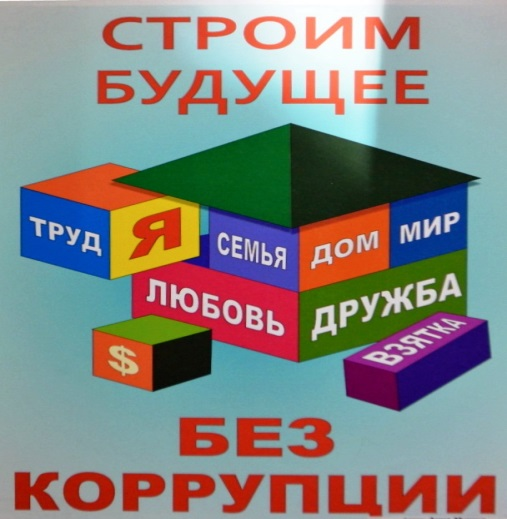 СТРОИМ
БУДУЩЕЕ
ТРУД
Я
СЕМЬЯ
ДОМ
МИР
ЛЮБОВЬ
ДРУЖБА
$
ВЗЯТКА
БЕЗ
КОРРУПЦИИ